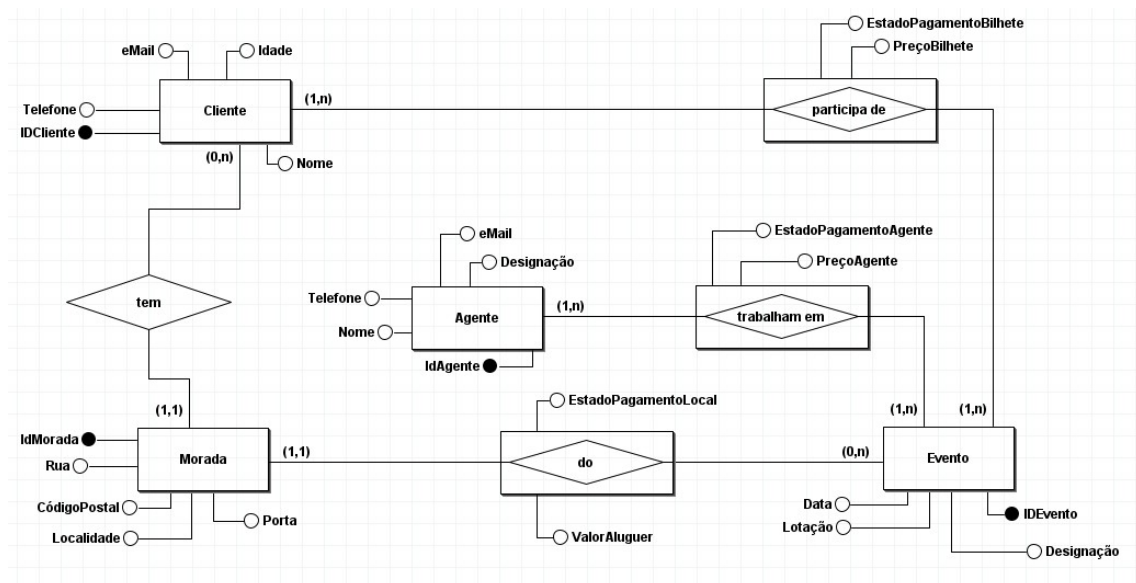 EstadoPagamentoBilhete
eMail
Idade
PreçoBilhete
Telefone
Cliente
(1,n)
participa de
IDCliente
(0,n)
Nome
eMail
EstadoPagamentoAgente
Designação
PreçoAgente
Telefone
tem
Agente
(1,n)
trabalham em
Nome
IdAgente
EstadoPagamentoLocal
(1,1)
(1,n)
(1,n)
IdMorada
Morada
(1,1)
do
(0,n)
Evento
Rua
CódigoPostal
Data
IDEvento
Porta
Lotação
Localidade
ValorAluguer
Designação